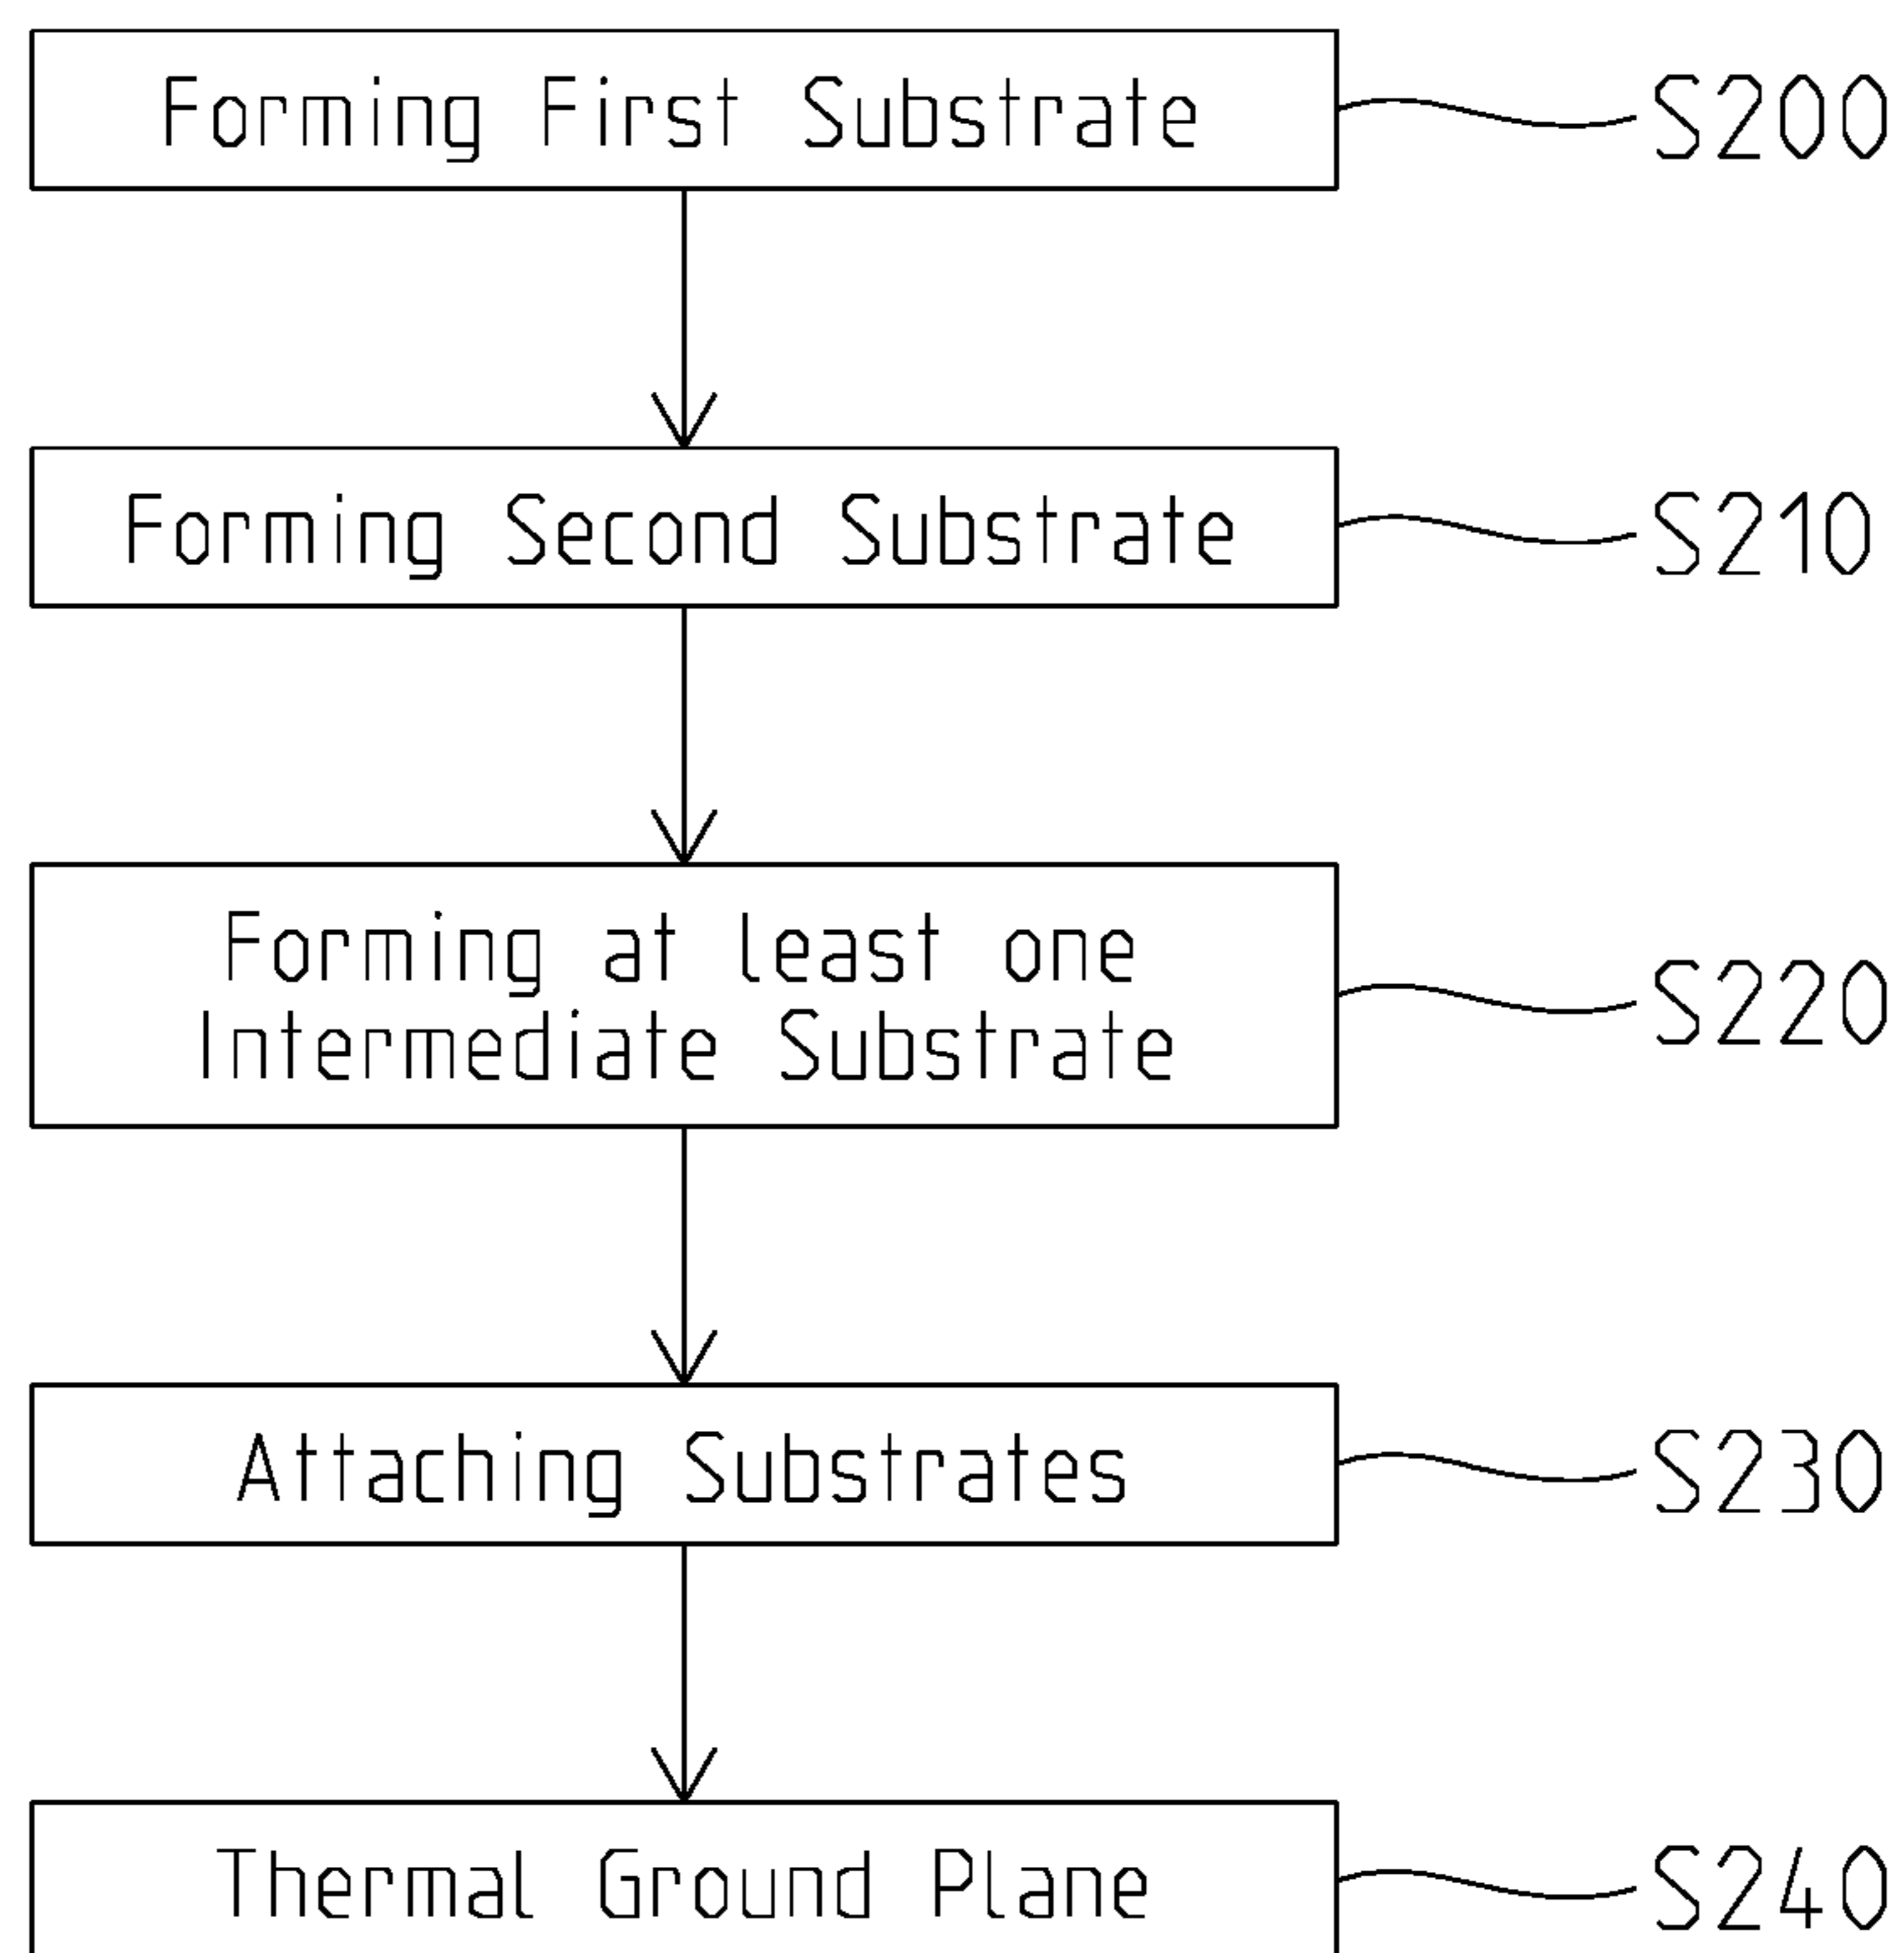 Forming First Substrate
S200
Forming Second Substrate
S210
Forming at least one
Intermediate Substrate
S220
Attaching Substrates
S230
Thermal Ground Plane
S240